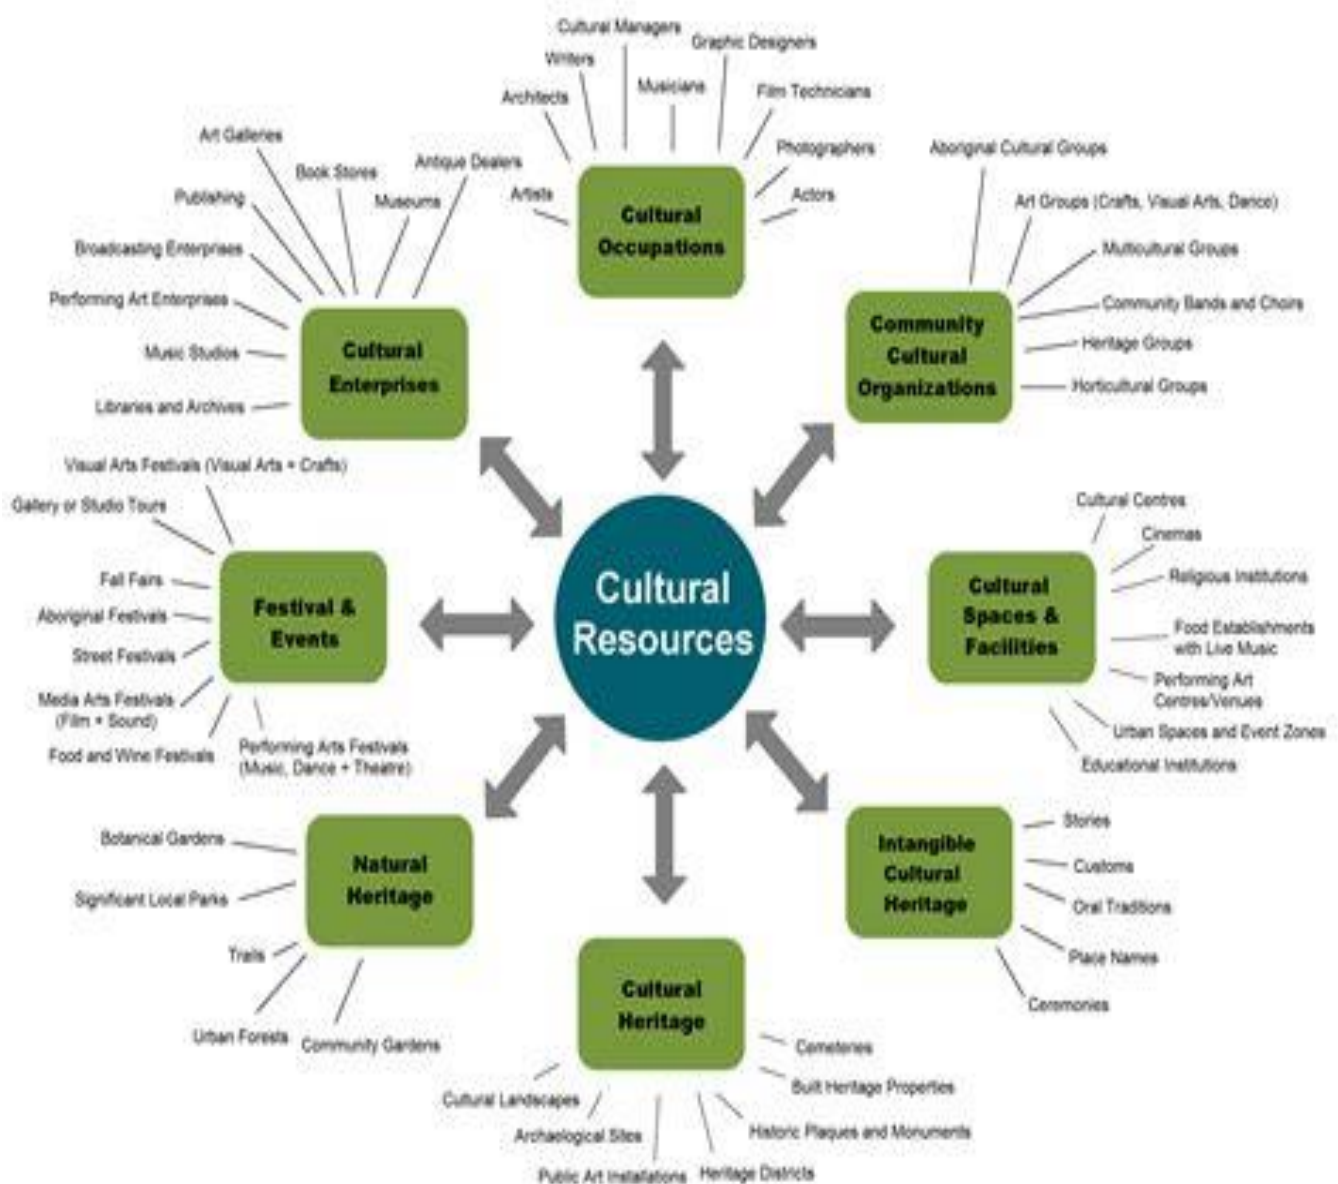 Cultural Managers
Graphic Designers
Writers
Musicians
Architects
Film Technicians
Photographers
Artists
Actors
Cultural
Occupations
Aboriginal Cultural Groups
Art Groups (Crafts, Visual Arts, Dance)
Multicultural Groups
Community Bands and Choirs
Heritage Groups
Horticultural Groups
Community
Cultural
Organizations
Cultural Centres
Cinemas
Religious Institutions
Food Establishments
with Live Music
Performing Art
Centres/Venues
Urban Spaces and Event Zones
Educational Institutions
Cultural
Spaces &
Facilities
Stories
Customs
Oral Traditions
Place Names
Ceremonies
Intangible
Cultural
Heritage
Cultural
Heritage
Cemeteries
Built Heritage Properties
Historic Plaques and Monuments
Heritage Districts
Public Art Installations
Archaelogical Sites
Cultural Landscapes
Natural
Heritage
Botanical Gardens
Significant Local Parks
Trails
Urban Forests
Community Gardens
Festival &
Events
Visual Arts Festivals (Visual Arts + Crafts)
Gallery or Studio Tours
Fall Fairs
Aboriginal Festivals
Street Festivals
Media Arts Festivals
(Film + Sound)
Food and Wine Festivals
Performing Arts Festivals
(Music, Dance + Theatre)
Cultural
Enterprises
Art Galleries
Book Stores
Antique Dealers
Museums
Publishing
Broadcasting Enterprises
Performing Art Enterprises
Music Studios
Libraries and Archives
Cultural
Resources